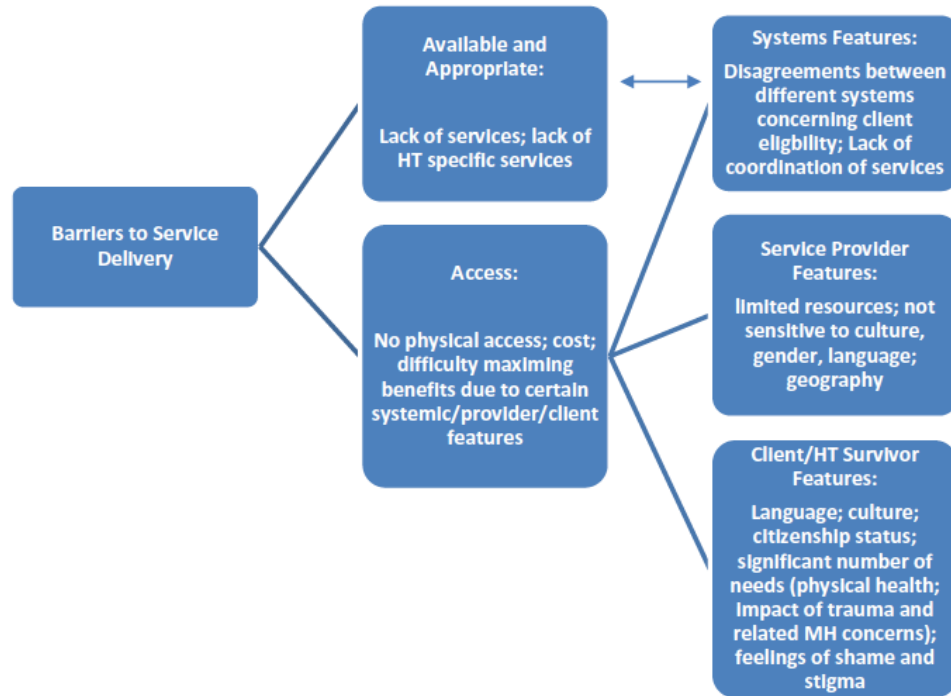 Barriers to Service
Delivery
Available and
Appropriate:
Lack of services; lack of
HT specific services
Access:
No physical access; cost;
difficulty maximing
benefits due to certain
systemic/provider/client
features
Systems Features:
Disagreements between
different systems
concerning client
eligbility; Lack of
coordination of services
Service Provider
Features:
limited resources; not
sensitive to culture,
gender, language;
geography
Client/HT Survivor
Features:
Language; culture;
citizenship status;
significant number of
needs (physical health;
impact of trauma and
related MH concerns);
feelings of shame and
stigma